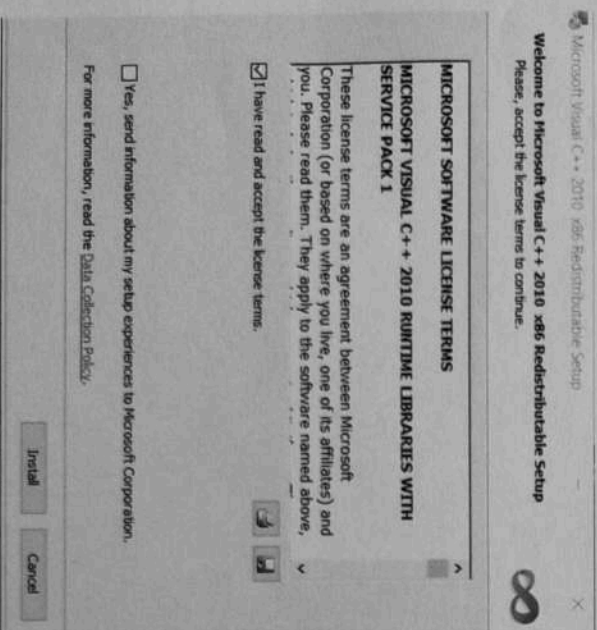 Microsoft Visual C++ 2010 x86 Redistributable Setup
Welcome to Microsoft Visual C++ 2010 x86 Redistributable Setup
Please, accept the license terms to continue.
MICROSOFT SOFTWARE LICENSE TERMS
MICROSOFT VISUAL C++ 2010 RUNTIME LIBRARIES WITH
SERVICE PACK 1
These license terms are an agreement between Microsoft
Corporation (or based on where you live, one of its affiliates) and
you. Please read them. They apply to the software named above,
I have read and accept the license terms.
Yes, send information about my setup experiences to Microsoft Corporation.
For more information, read the Data Collection Policy.
Install
Cancel